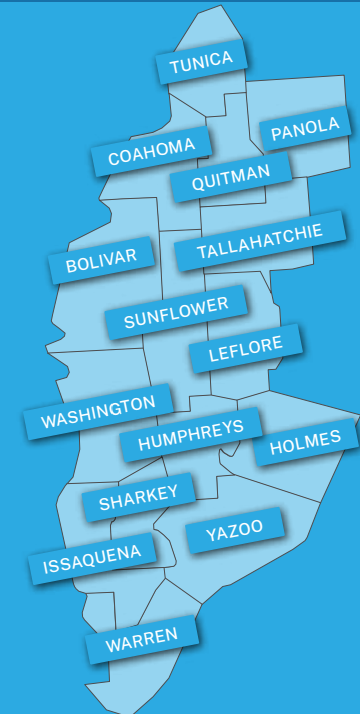 TUNICA
PANOLA
COAHOMA
QUITMAN
TALLAHATCHIE
BOLIVAR
SUNFLOWER
LEFLORE
WASHINGTON
HUMPHREYS
HOLMES
SHARKEY
YAZOO
ISSAQUENA
WARREN